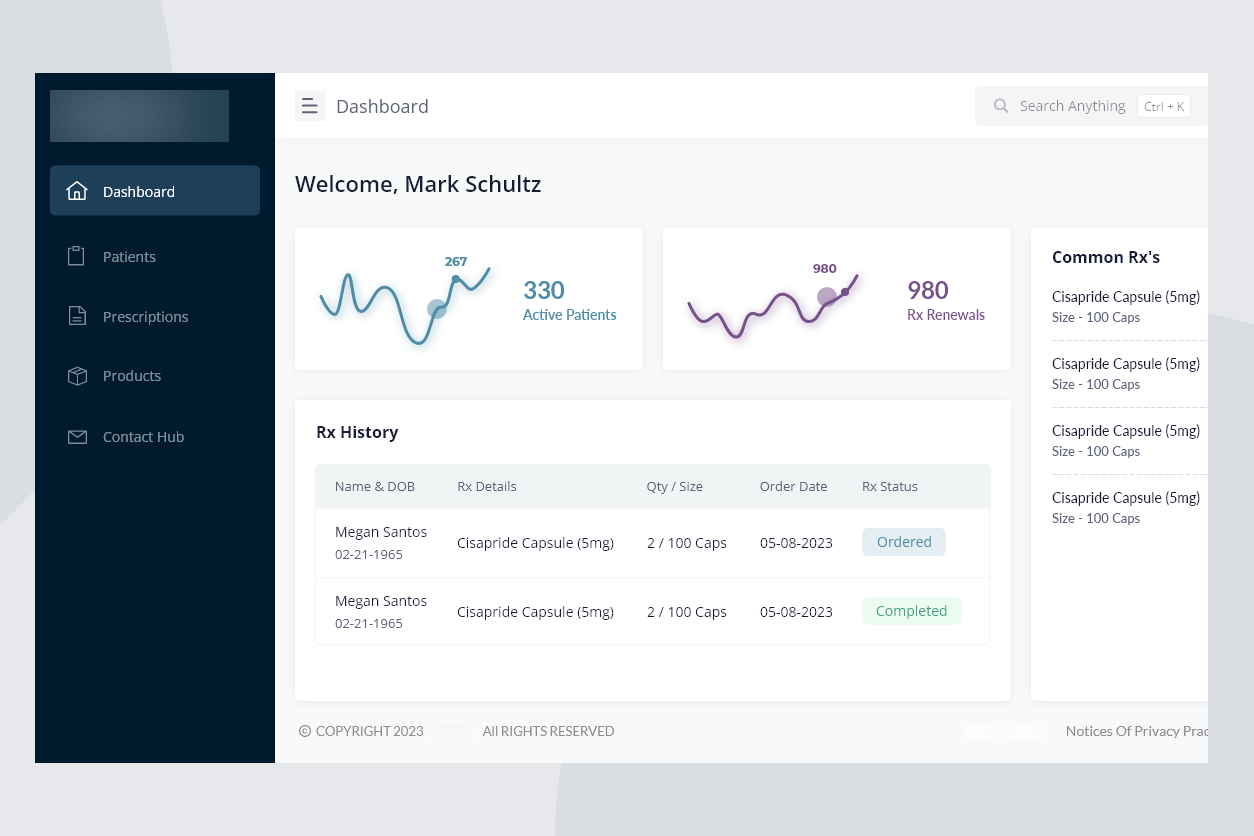 Dashboard
Search Anything
Ctrl + K
Dashboard
Patients
Prescriptions
Products
Contact Hub
Welcome, Mark Schultz
267
330
Active Patients
980
980
Rx Renewals
Common Rx's
Cisapride Capsule (5mg)
Size - 100 Caps
Cisapride Capsule (5mg)
Size - 100 Caps
Cisapride Capsule (5mg)
Size - 100 Caps
Cisapride Capsule (5mg)
Size - 100 Caps
Rx History
Name & DOB Rx Details Qty / Size Order Date Rx Status
Megan Santos
02-21-1965
Cisapride Capsule (5mg) 2 / 100 Caps 05-08-2023 Ordered
Megan Santos
02-21-1965
Cisapride Capsule (5mg) 2 / 100 Caps 05-08-2023 Completed
© COPYRIGHT 2023 All RIGHTS RESERVED
Notices Of Privacy